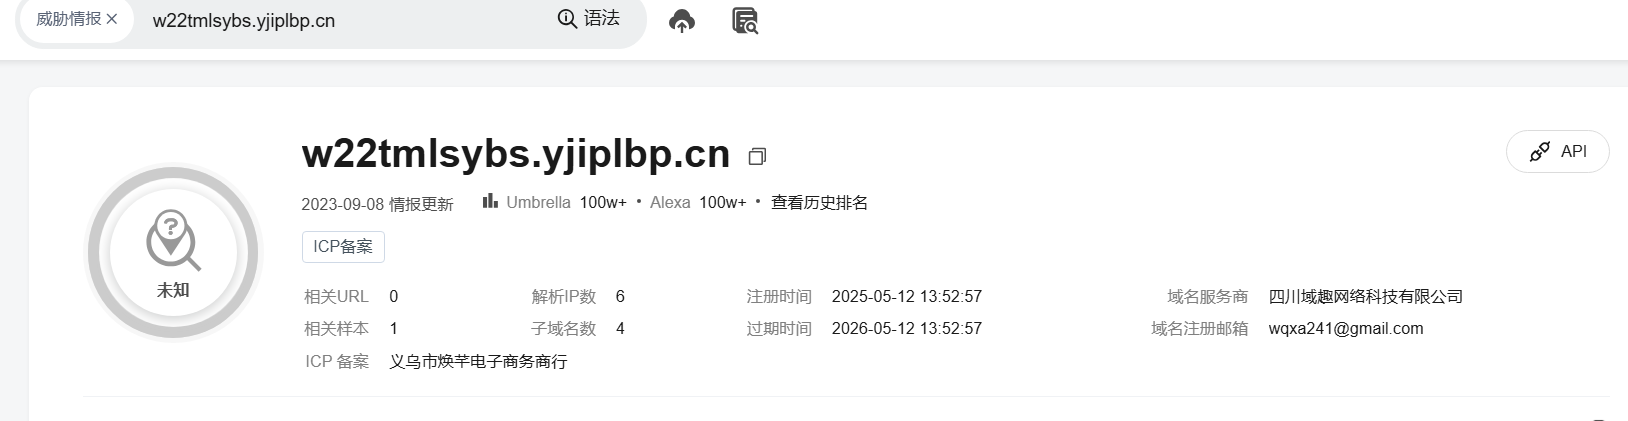 威胁情报 × w22tmlsybs.yjiplbp.cn 语法
w22tmlsybs.yjiplbp.cn
API
2023-09-08 情报更新 Umbrella 100w+ • Alexa 100w+ • 查看历史排名
ICP备案
未知
相关URL 0 解析IP数 6 注册时间 2025-05-12 13:52:57 域名服务商 四川域趣网络科技有限公司
相关样本 1 子域名数 4 过期时间 2026-05-12 13:52:57 域名注册邮箱 wqxa241@gmail.com
ICP 备案 义乌市焕芊电子商务商行